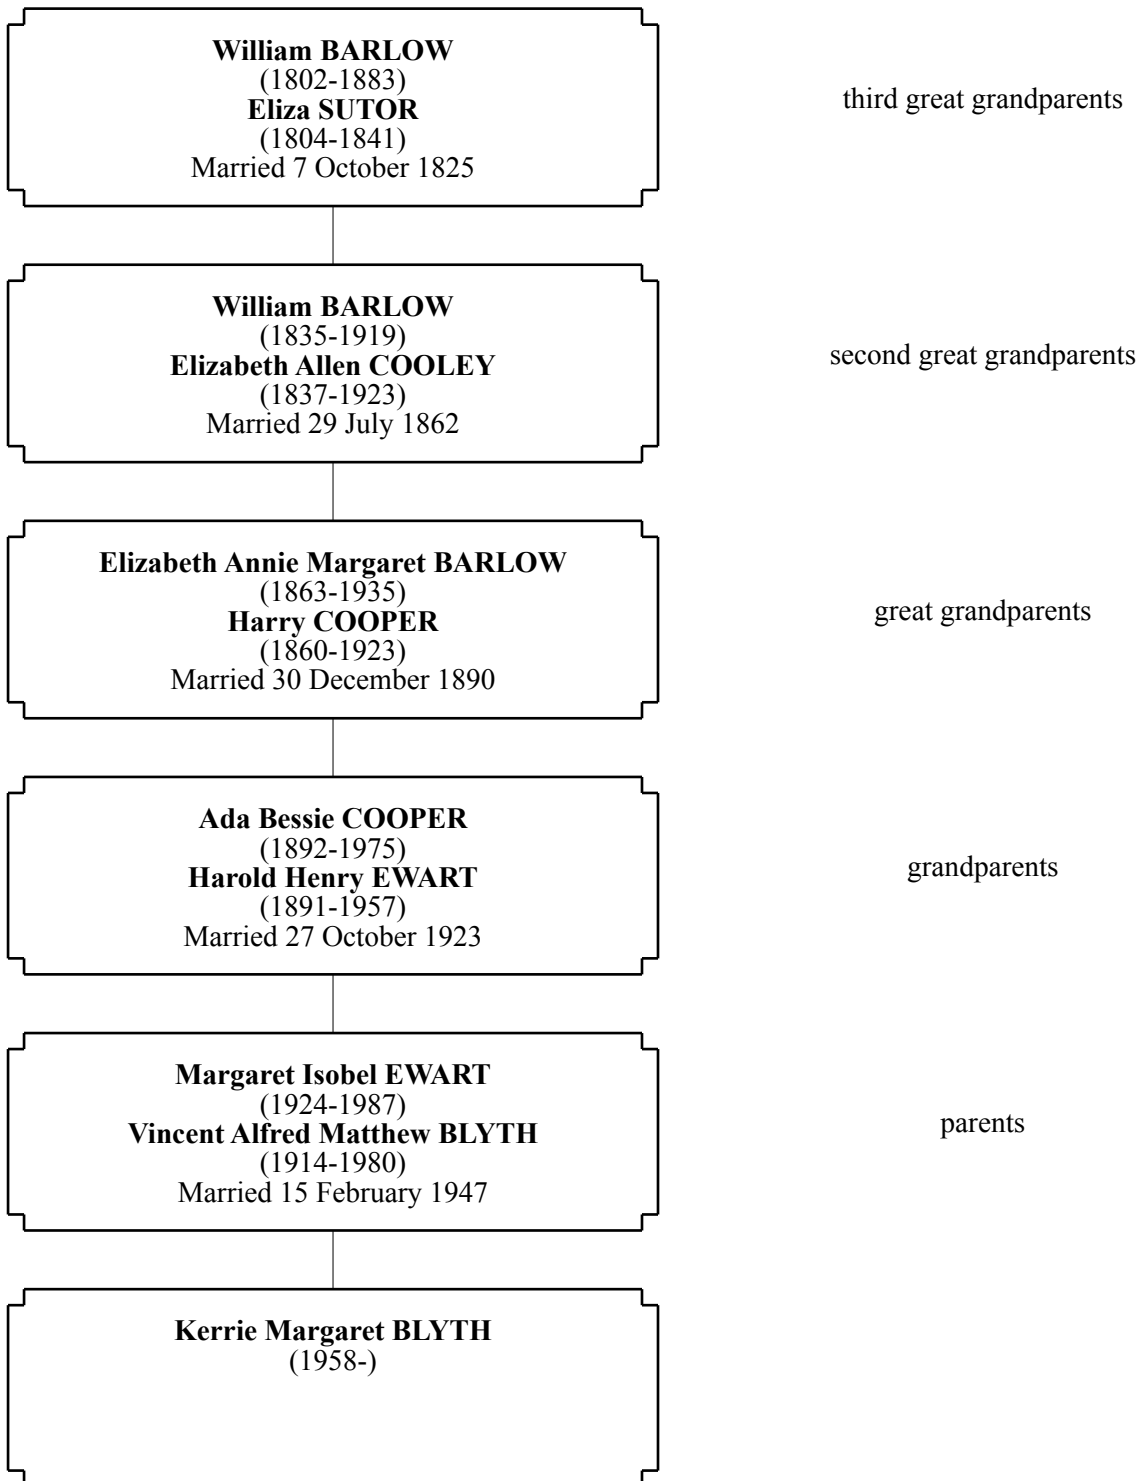 William BARLOW
(1802-1883)
Eliza SUTOR
(1804-1841)
Married 7 October 1825
third great grandparents
William BARLOW
(1835-1919)
Elizabeth Allen COOLEY
(1837-1923)
Married 29 July 1862
second great grandparents
Elizabeth Annie Margaret BARLOW
(1863-1935)
Harry COOPER
(1860-1923)
Married 30 December 1890
great grandparents
Ada Bessie COOPER
(1892-1975)
Harold Henry EWART
(1891-1957)
Married 27 October 1923
grandparents
Margaret Isobel EWART
(1924-1987)
Vincent Alfred Matthew BLYTH
(1914-1980)
Married 15 February 1947
parents
Kerrie Margaret BLYTH
(1958-)